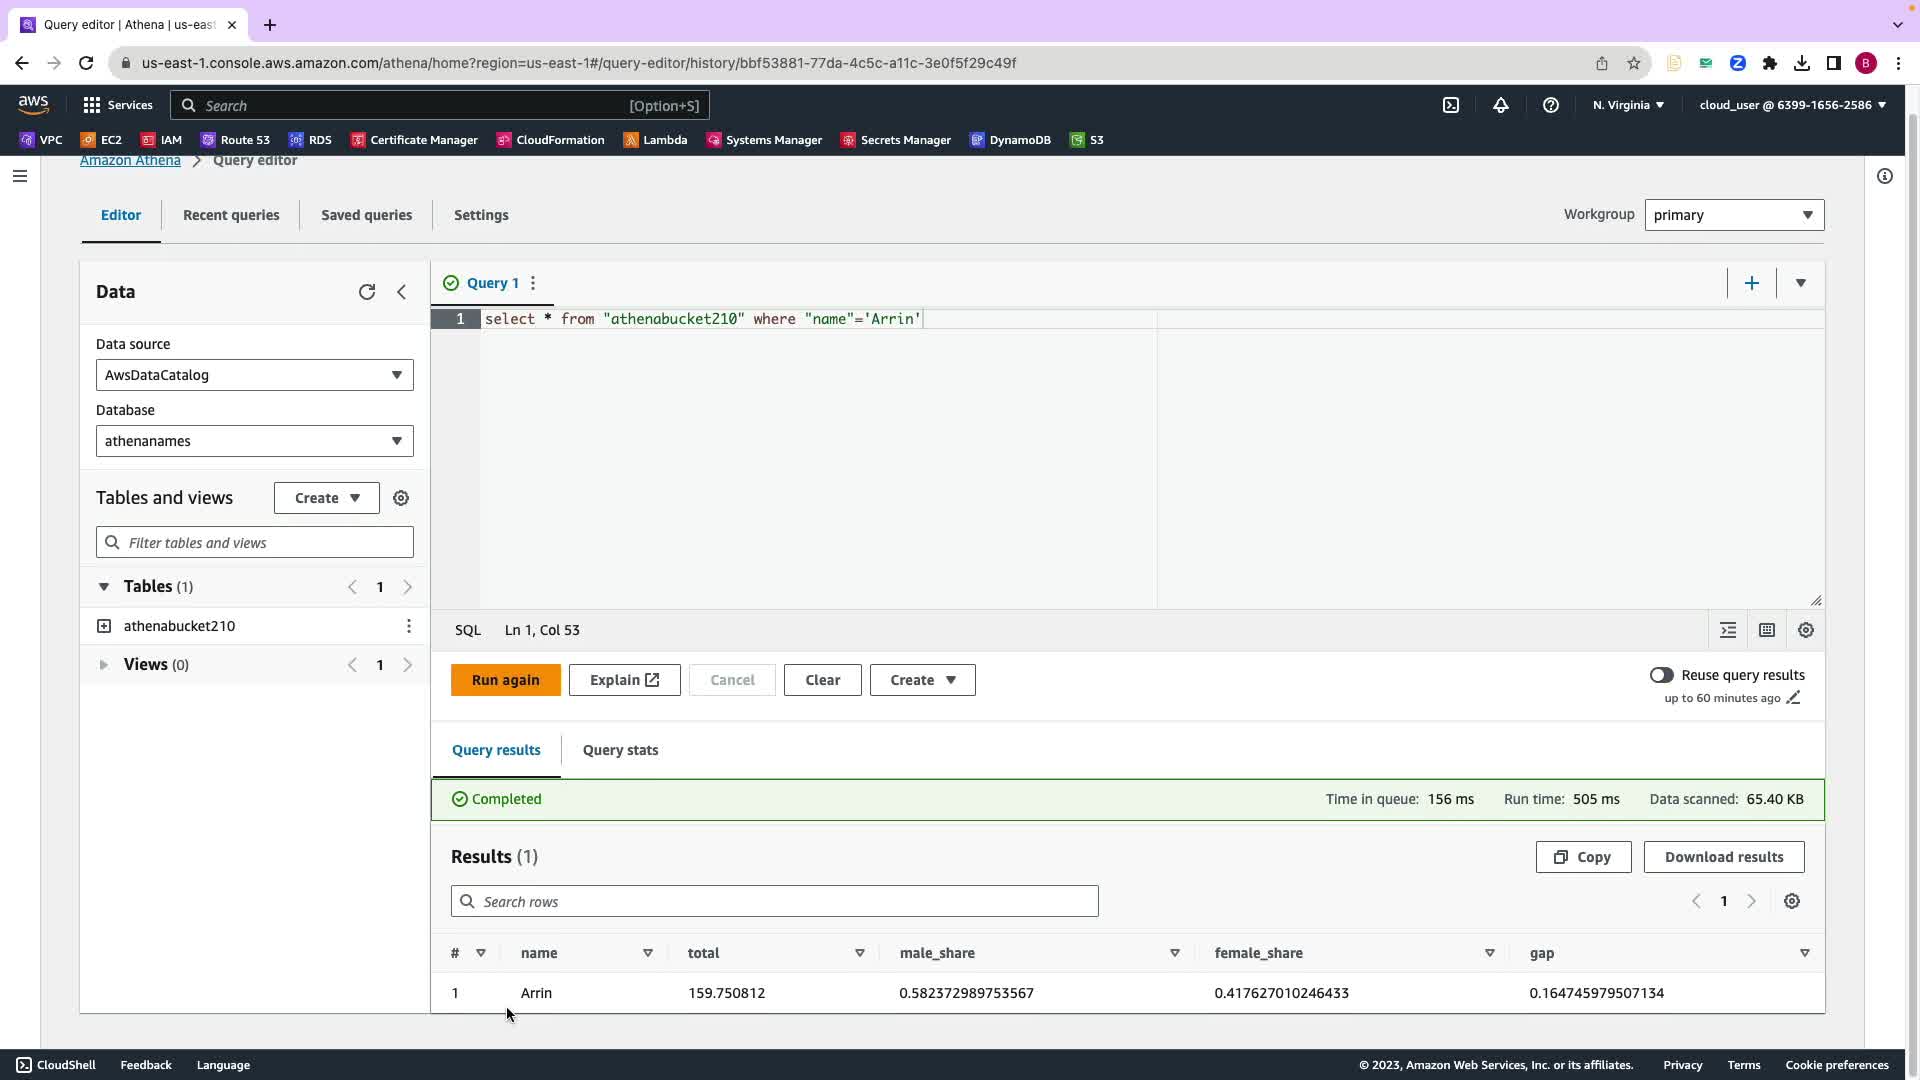 Query editor | Athena | us-east
us-east-1.console.aws.amazon.com/athena/home?region=us-east-1#/query-editor/history/bbf53881-77da-4c5c-a11c-3e0f5f29c49f
B
aws
Services
Search
[Option+S]
N. Virginia
cloud_user @ 6399-1656-2586
VPC
EC2
IAM
Route 53
RDS
Certificate Manager
CloudFormation
Lambda
Systems Manager
Secrets Manager
DynamoDB
S3
Amazon Athena
Query editor
Editor
Recent queries
Saved queries
Settings
Workgroup
primary
Data
Data source
AwsDataCatalog
Database
athenanames
Tables and views
Create
Filter tables and views
Tables (1)
1
athenabucket210
Views (0)
1
Query 1
1 select * from "athenabucket210" where "name"='Arrin'
SQL
Ln 1, Col 53
Run again
Explain
Cancel
Clear
Create
Reuse query results
up to 60 minutes ago
Query results
Query stats
Completed
Time in queue: 156 ms
Run time: 505 ms
Data scanned: 65.40 KB
Results (1)
Copy
Download results
Search rows
1
# name total male_share female_share gap
1 Arrin 159.750812 0.582372989753567 0.417627010246433 0.164745979507134
CloudShell
Feedback
Language
© 2023, Amazon Web Services, Inc. or its affiliates.
Privacy
Terms
Cookie preferences